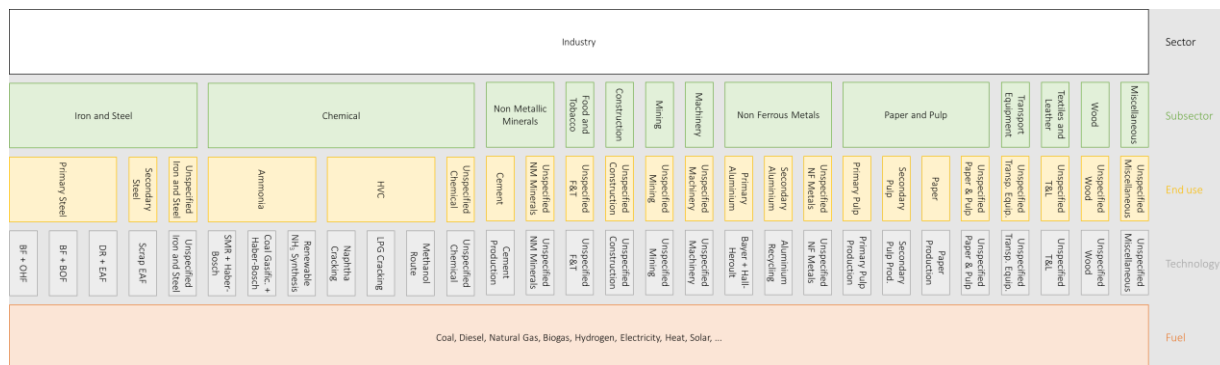 Industry
Sector
Iron and Steel
Chemical
Non Metallic
Minerals
Food and
Tobacco
Construction
Mining
Machinery
Non Ferrous Metals
Paper and Pulp
Transport
Equipment
Textiles and
Leather
Wood
Miscellaneous
Subsector
Primary Steel
Secondary
Steel
Unspecified
Iron and Steel
Ammonia
HVC
Unspecified
Chemical
Cement
Unspecified
NM Minerals
Unspecified
F&T
Unspecified
Construction
Unspecified
Mining
Unspecified
Machinery
Primary
Aluminium
Secondary
Aluminium
Unspecified
NF Metals
Primary Pulp
Secondary
Pulp
Paper
Unspecified
Paper & Pulp
Unspecified
Transp. Equip.
Unspecified
T&L
Unspecified
Wood
Unspecified
Miscellaneous
End use
BF + OHF
BF + BOF
DR + EAF
Scrap EAF
Unspecified
Iron and Steel
SMR + Haber-
Bosch
Coal Gasific. +
Haber-Bosch
Renewable
NH₃ Synthesis
Naphtha
Cracking
LPG Cracking
Methanol
Route
Unspecified
Chemical
Cement
Production
Unspecified
NM Minerals
Unspecified
F&T
Unspecified
Construction
Unspecified
Mining
Unspecified
Machinery
Bayer + Hall-
Heroult
Aluminium
Recycling
Unspecified
NF Metals
Primary Pulp
Production
Secondary
Pulp Prod.
Paper
Production
Unspecified
Paper & Pulp
Unspecified
Transp. Equip.
Unspecified
T&L
Unspecified
Wood
Unspecified
Miscellaneous
Technology
Coal, Diesel, Natural Gas, Biogas, Hydrogen, Electricity, Heat, Solar, ...
Fuel